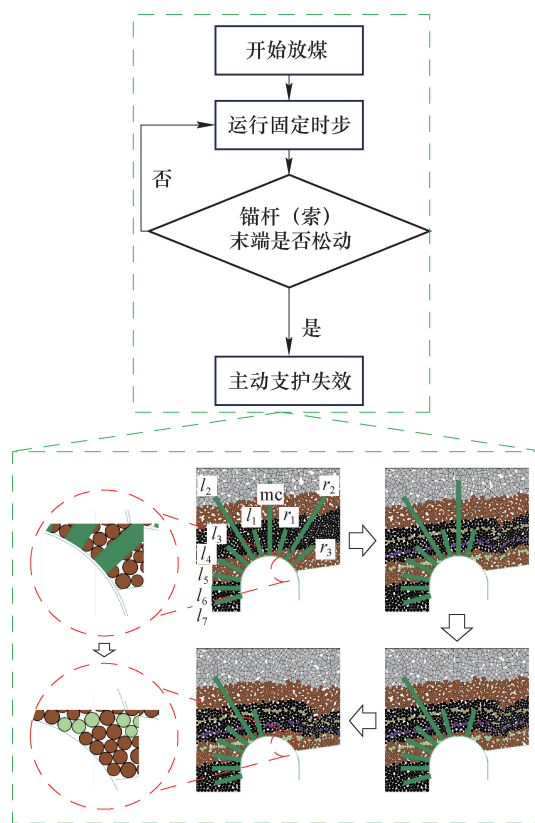 开始放煤
运行固定时步
否
锚杆（索）
末端是否松动
是
主动支护失效
l2
mc
r2
l1
r1
l3
r3
l4
l5
l6
l7